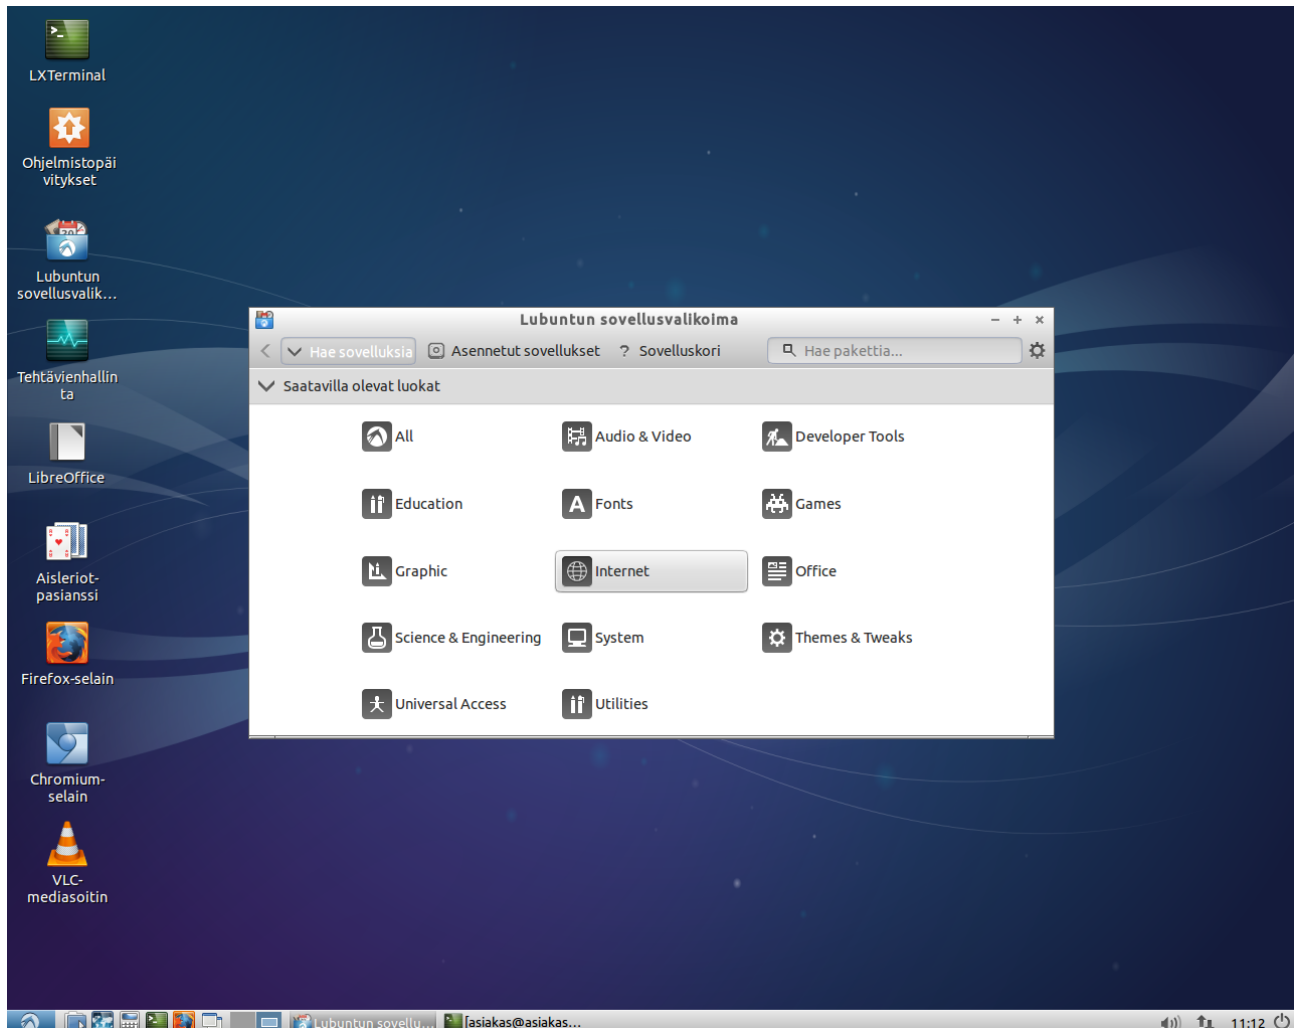 LXTerminal
Ohjelmistopäi
vitykset
Lubuntun
sovellusvalik...
Tehtävienhallin
ta
LibreOffice
Aisleriot-
pasianssi
Firefox-selain
Chromium-
selain
VLC-
mediasoitin
Lubuntun sovellusvalikoima
Hae sovelluksia Asennetut sovellukset ? Sovelluskori Hae pakettia...
Saatavilla olevat luokat
All Audio & Video Developer Tools
Education Fonts Games
Graphic Internet Office
Science & Engineering System Themes & Tweaks
Universal Access Utilities
Lubuntun sovellu... [asiakas@asiakas... 11:12